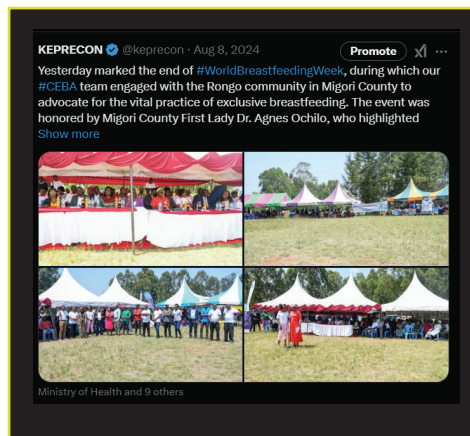 KEPRECON @keprecon · Aug 8, 2024
Promote
Yesterday marked the end of #WorldBreastfeedingWeek, during which our
#CEBA team engaged with the Rongo community in Migori County to
advocate for the vital practice of exclusive breastfeeding. The event was
honored by Migori County First Lady Dr. Agnes Ochilo, who highlighted
Show more
Ministry of Health and 9 others